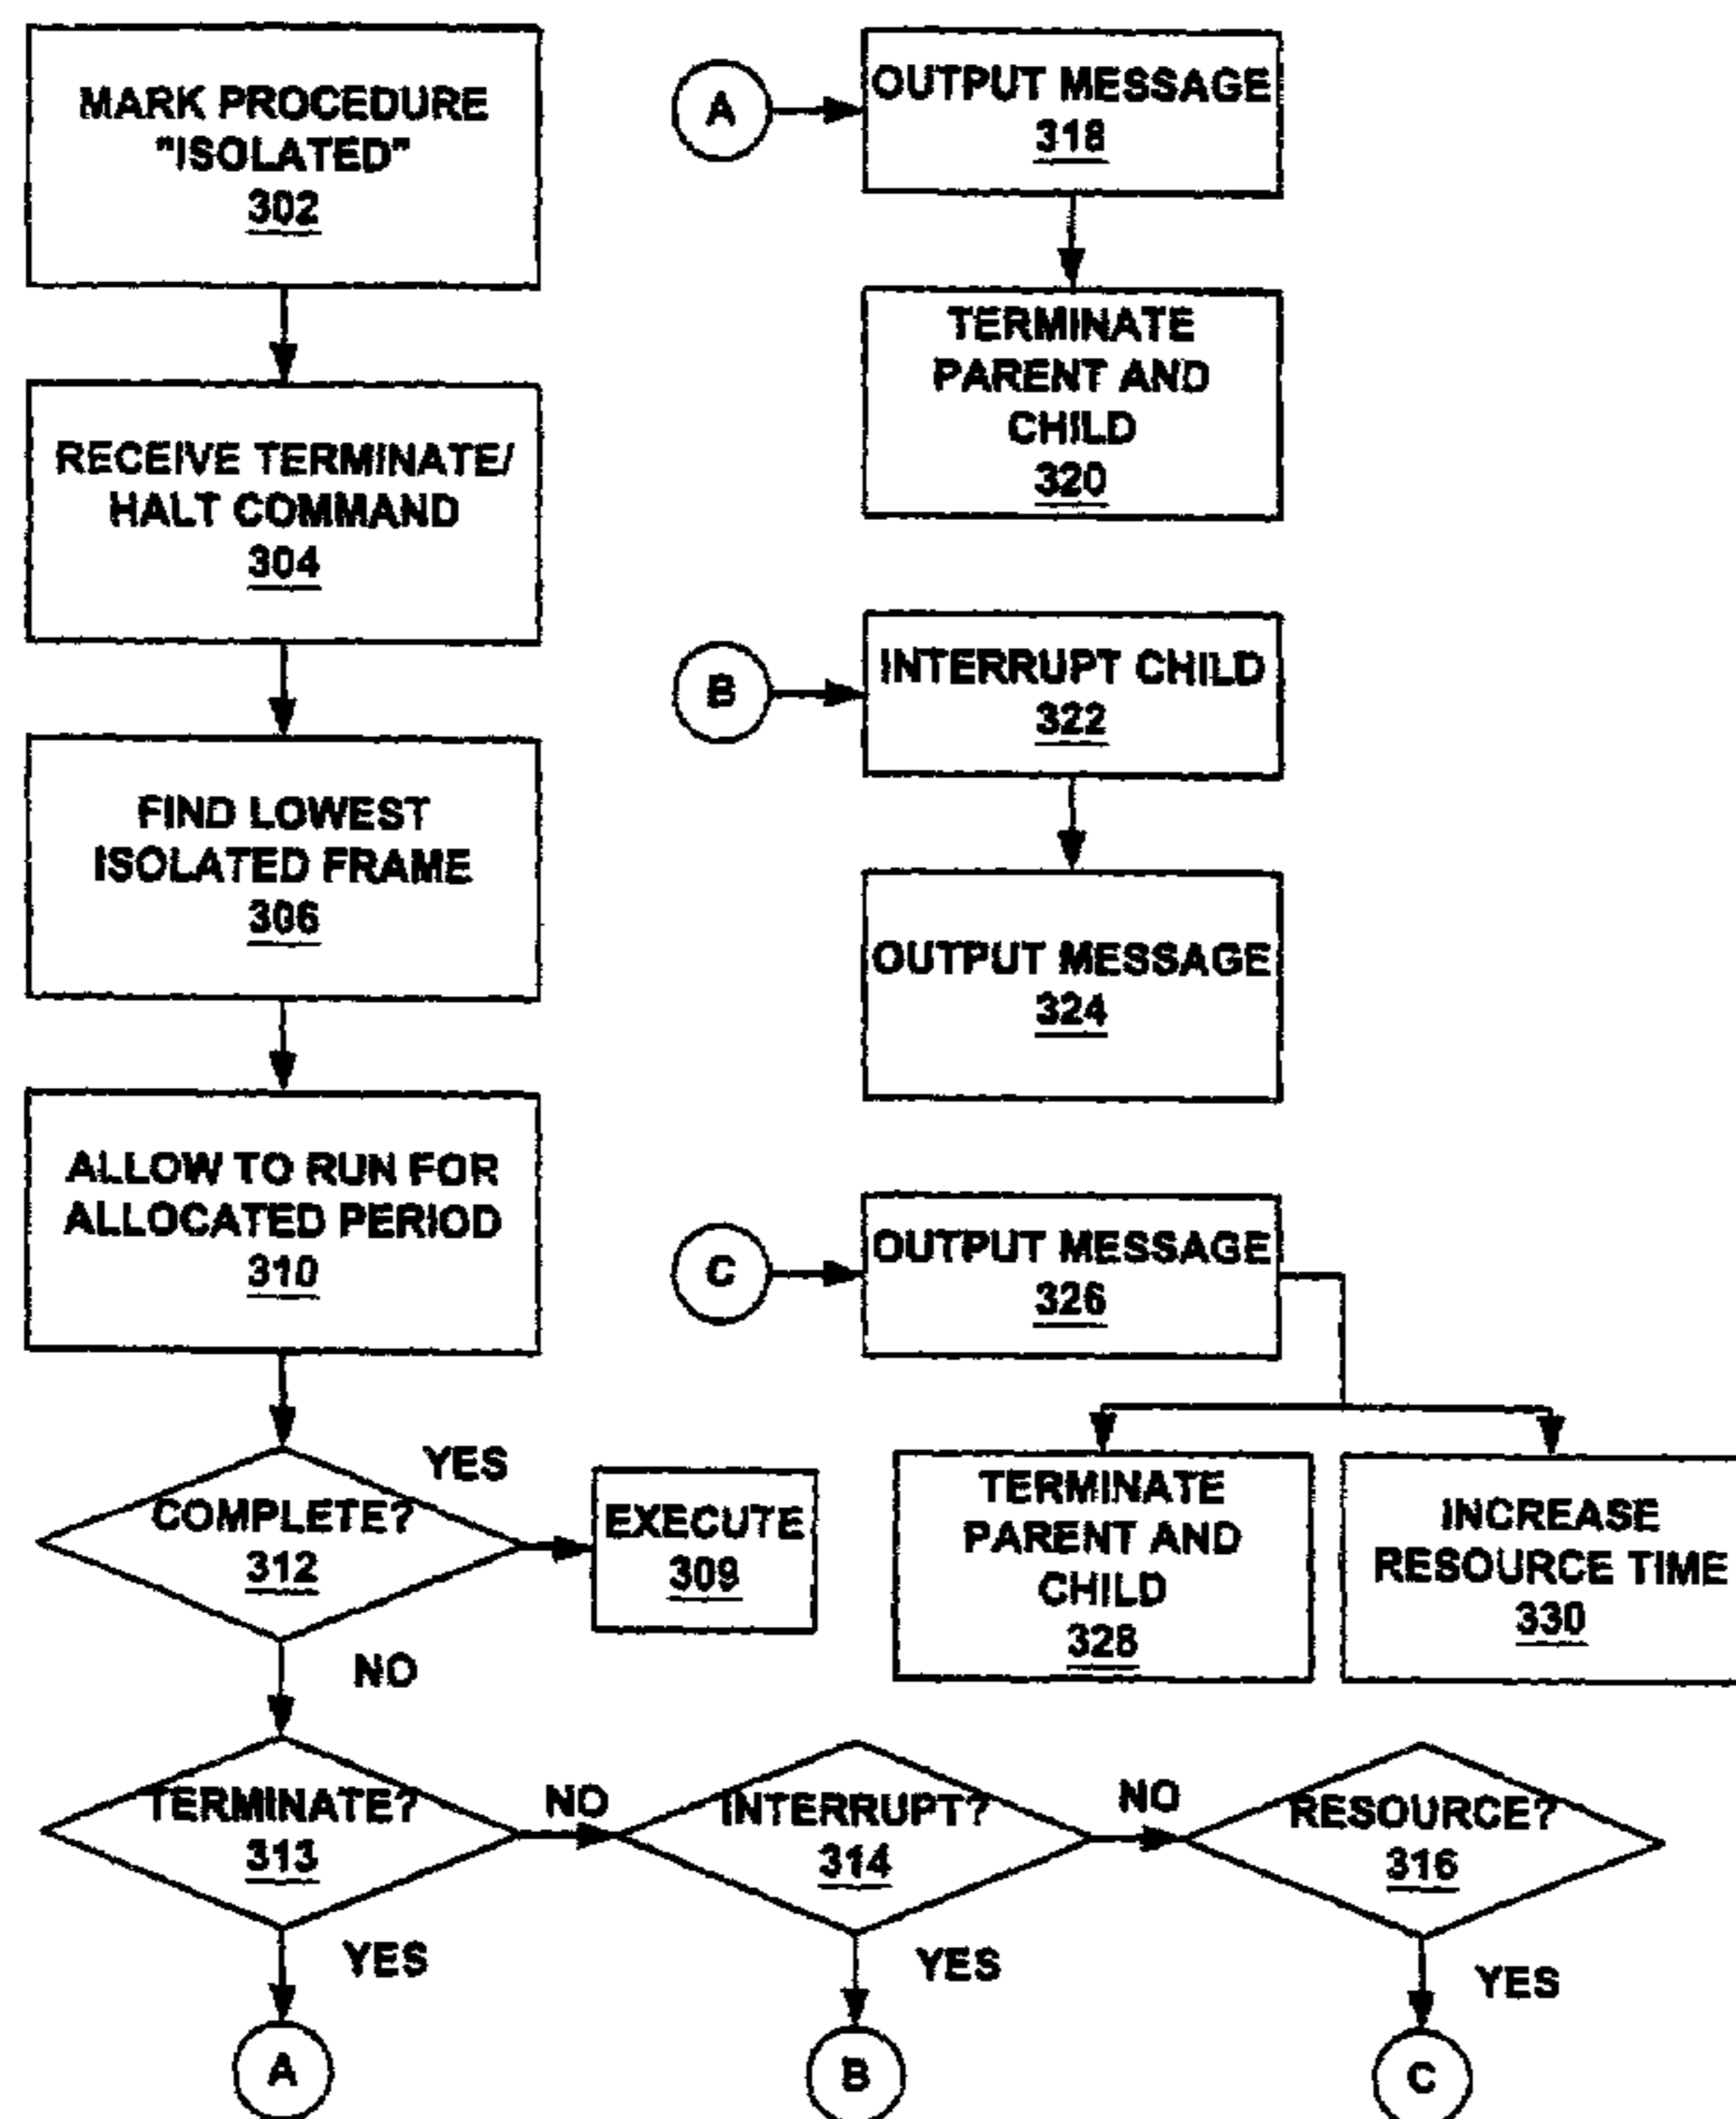 MARK PROCEDURE
"ISOLATED"
302
RECEIVE TERMINATE/
HALT COMMAND
304
FIND LOWEST
ISOLATED FRAME
306
ALLOW TO RUN FOR
ALLOCATED PERIOD
310
COMPLETE?
312
YES
EXECUTE
309
NO
TERMINATE?
313
NO
INTERRUPT?
314
NO
RESOURCE?
316
YES
A
YES
B
YES
C
A
OUTPUT MESSAGE
318
TERMINATE
PARENT AND
CHILD
320
B
INTERRUPT CHILD
322
OUTPUT MESSAGE
324
C
OUTPUT MESSAGE
326
TERMINATE
PARENT AND
CHILD
328
INCREASE
RESOURCE TIME
330